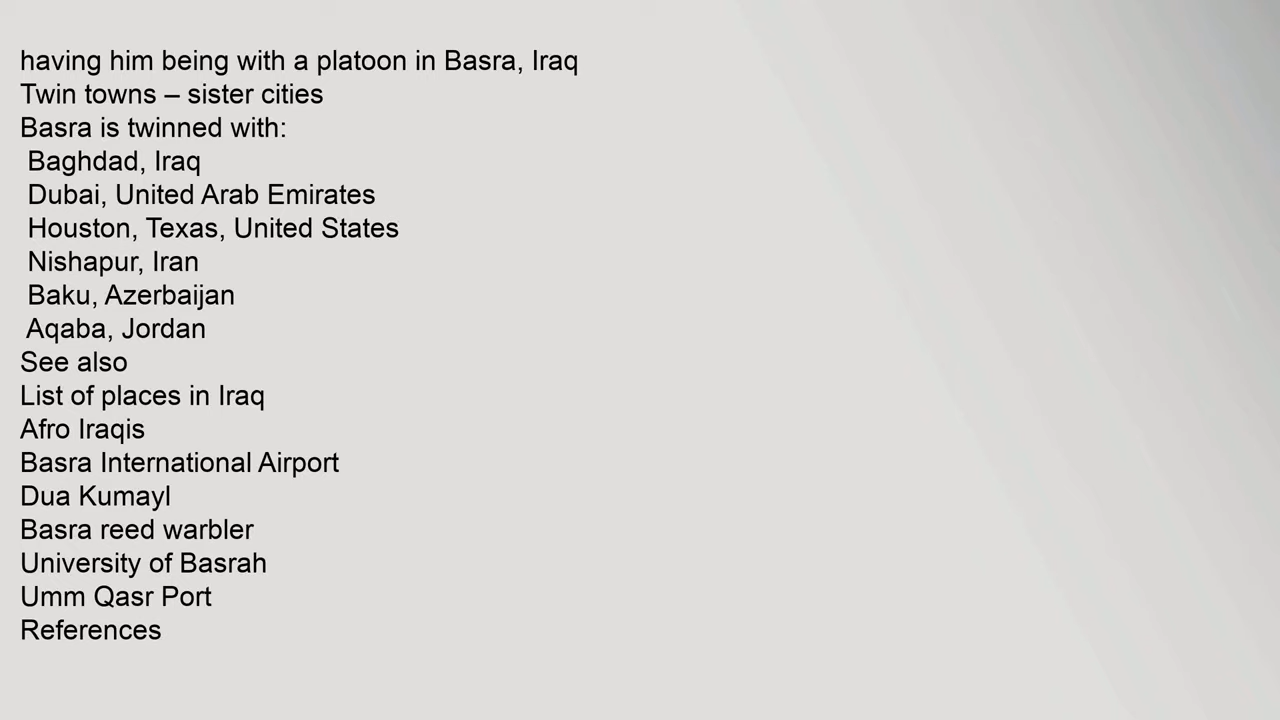 having him being with a platoon in Basra, Iraq
Twin towns – sister cities
Basra is twinned with:
Baghdad, Iraq
Dubai, United Arab Emirates
Houston, Texas, United States
Nishapur, Iran
Baku, Azerbaijan
Aqaba, Jordan
See also
List of places in Iraq
Afro Iraqis
Basra International Airport
Dua Kumayl
Basra reed warbler
University of Basrah
Umm Qasr Port
References